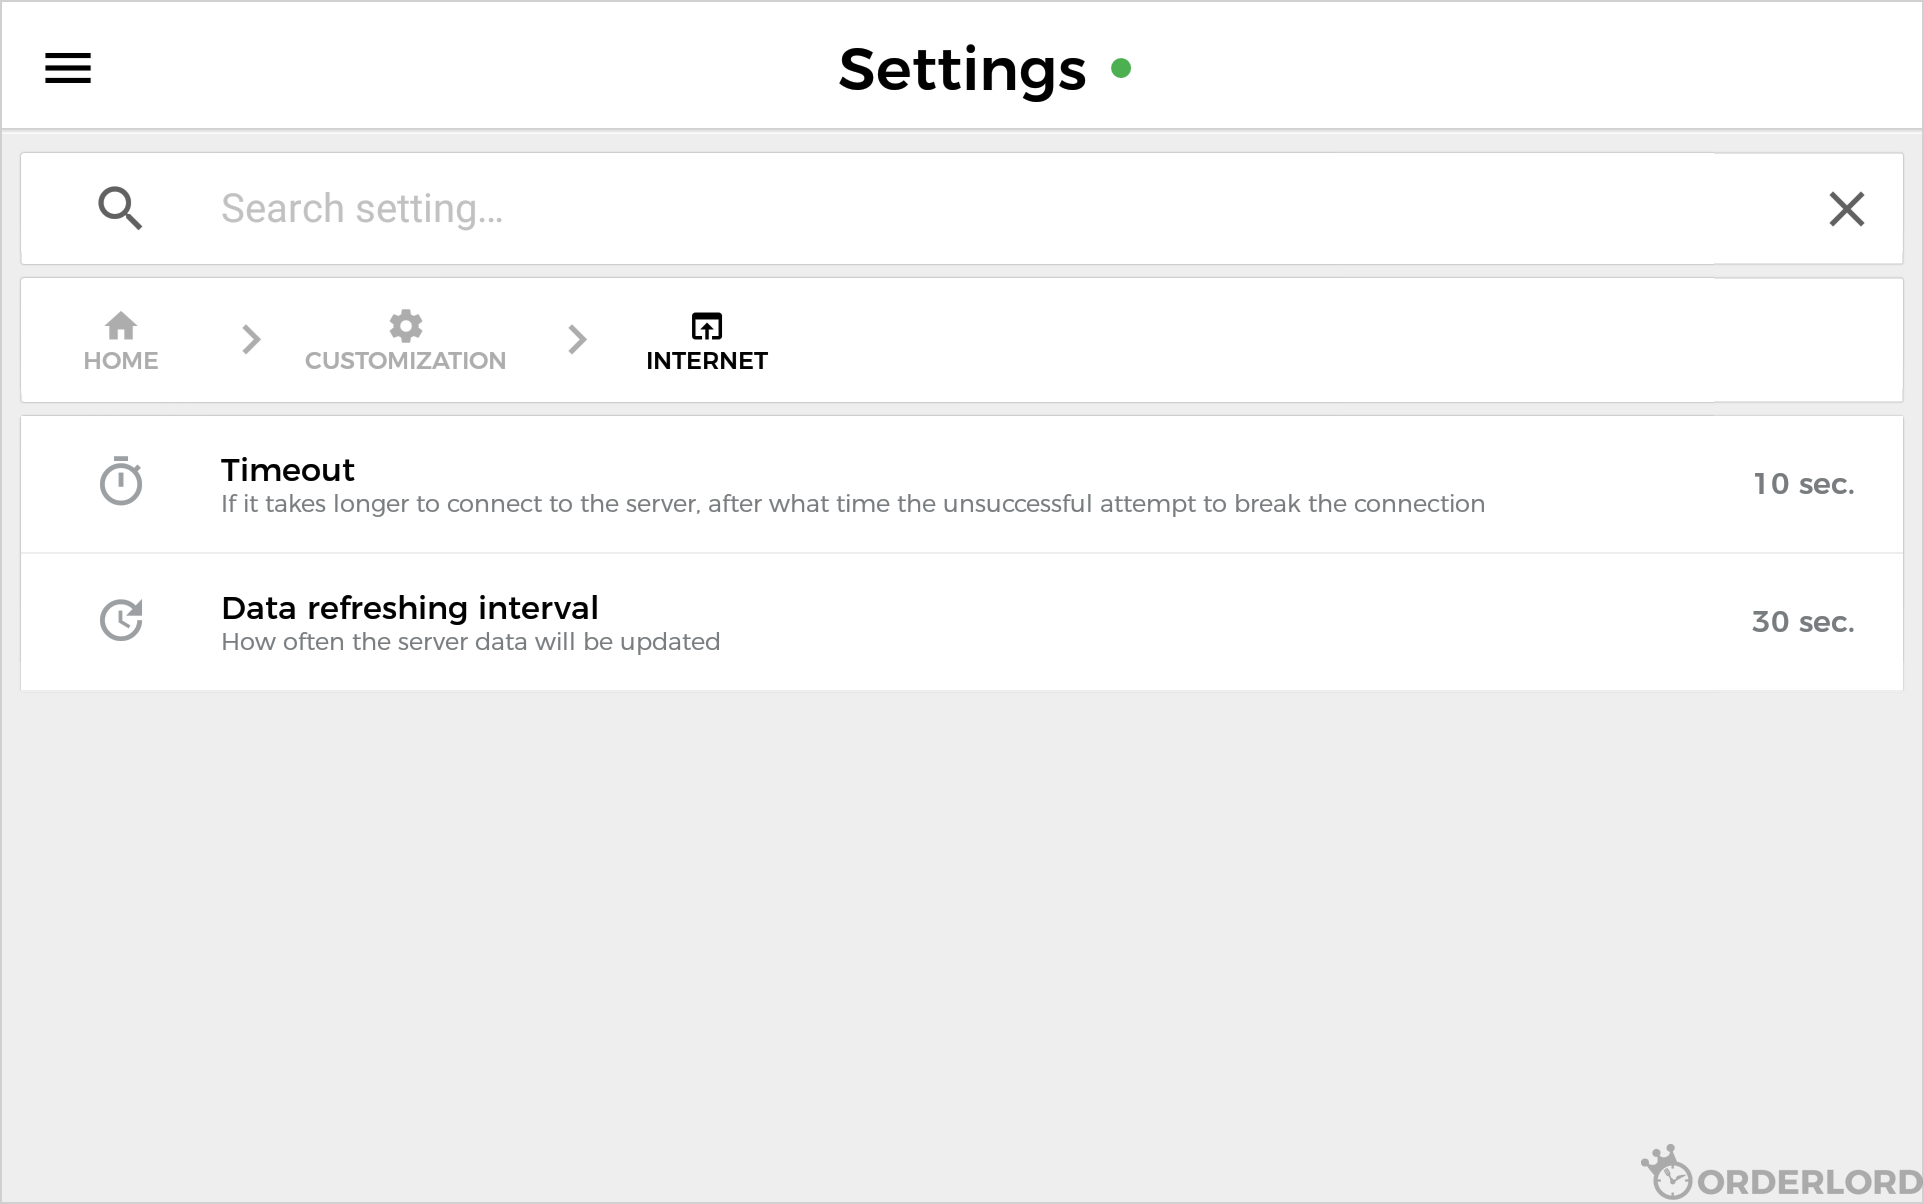 Settings
Search setting...
HOME
CUSTOMIZATION
INTERNET
Timeout
If it takes longer to connect to the server, after what time the unsuccessful attempt to break the connection
10 sec.
Data refreshing interval
How often the server data will be updated
30 sec.
ORDERLORD